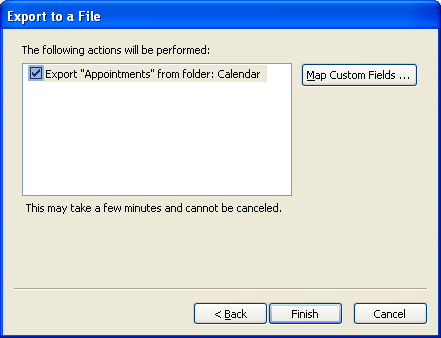 Export to a File
The following actions will be performed:
Export "Appointments" from folder: Calendar
Map Custom Fields ...
This may take a few minutes and cannot be canceled.
< Back
Finish
Cancel